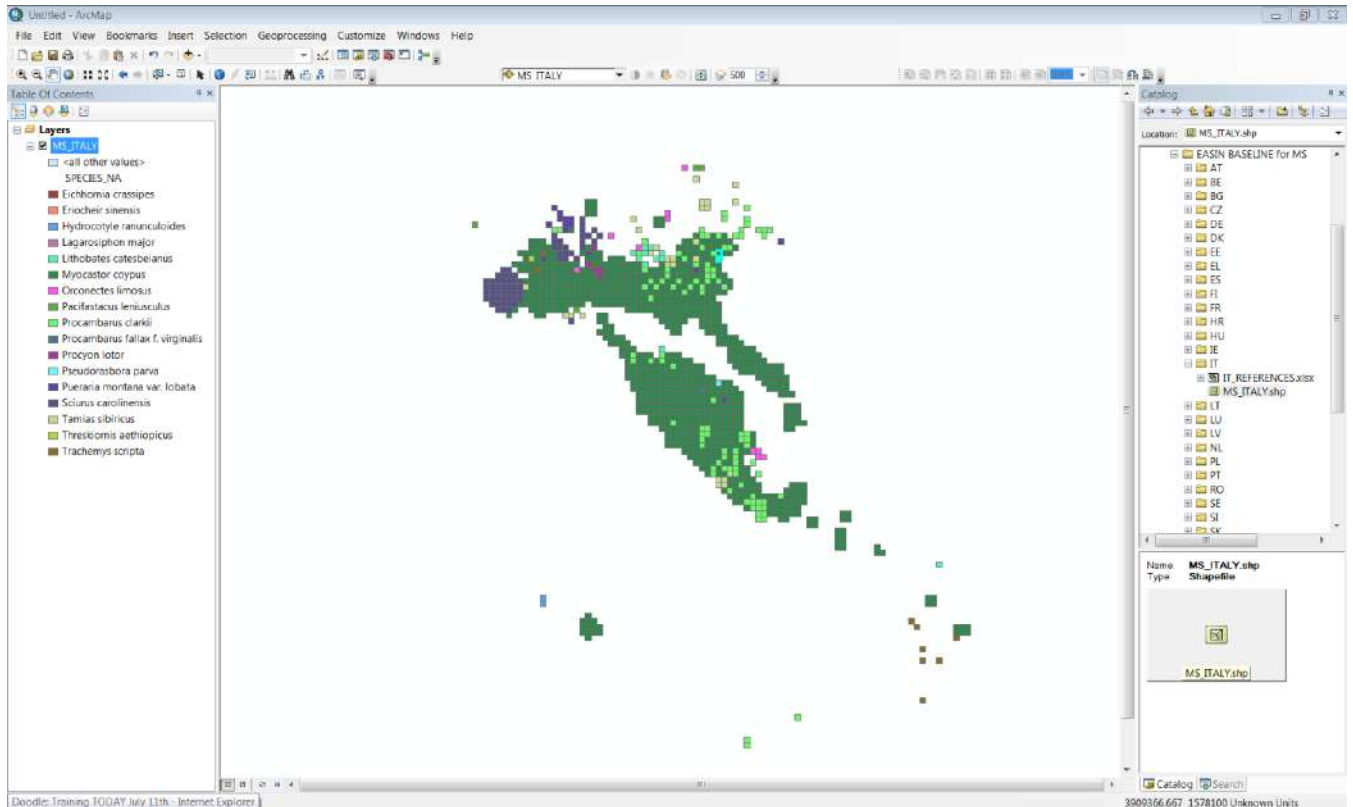 Untitled - ArcMap
File Edit View Bookmarks Insert Selection Geoprocessing Customize Windows Help
MS ITALY
500
Table Of Contents
Layers
MS_ITALY
<all other values>
SPECIES_NA
Eichhornia crassipes
Eriocheir sinensis
Hydrocotyle ranunculoides
Lagarosiphon major
Lithobates catesbeianus
Myocastor coypus
Orconectes limosus
Pacifastacus leniusculus
Procambarus clarkii
Procambarus fallax f. virginalis
Procyon lotor
Pseudorasbora parva
Pueraria montana var. lobata
Sciurus carolinensis
Tamias sibiricus
Threskiornis aethiopicus
Trachemys scripta
Catalog
Location: MS_ITALY.shp
EASIN BASELINE for MS
AT
BE
BG
CZ
DE
DK
EE
EL
ES
FI
FR
HR
HU
IE
IT
IT_REFERENCES.xlsx
MS_ITALY.shp
LT
LU
LV
NL
PL
PT
RO
SE
SI
SK
Name: MS_ITALY.shp
Type: Shapefile
MS_ITALY.shp
Catalog Search
Doodle: Training TODAY July 11th - Internet Explorer
3909366.667 1578100 Unknown Units